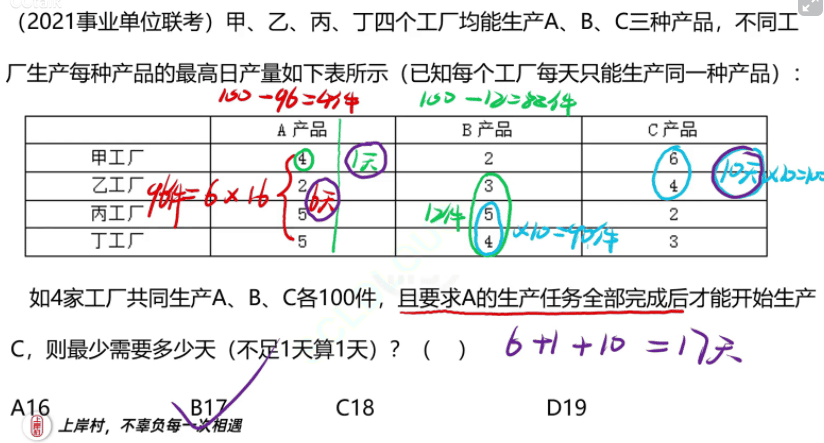 （2021事业单位联考）甲、乙、丙、丁四个工厂均能生产A、B、C三种产品，不同工
厂生产每种产品的最高日产量如下表所示（已知每个工厂每天只能生产同一种产品）：
100-96=4件 100-12=88件
A产品 B产品 C产品
甲工厂 4 1天 2 6
乙工厂 2 3 4 10天 ×10=100
96件=6×16 6天
丙工厂 5 5 2
12件 ×10=90件
丁工厂 5 4 3
如4家工厂共同生产A、B、C各100件，且要求A的生产任务全部完成后才能开始生产
C，则最少需要多少天（不足1天算1天）？（ ） 6+1+10=17天
A16 B17 C18 D19
上岸村，不辜负每一次相遇